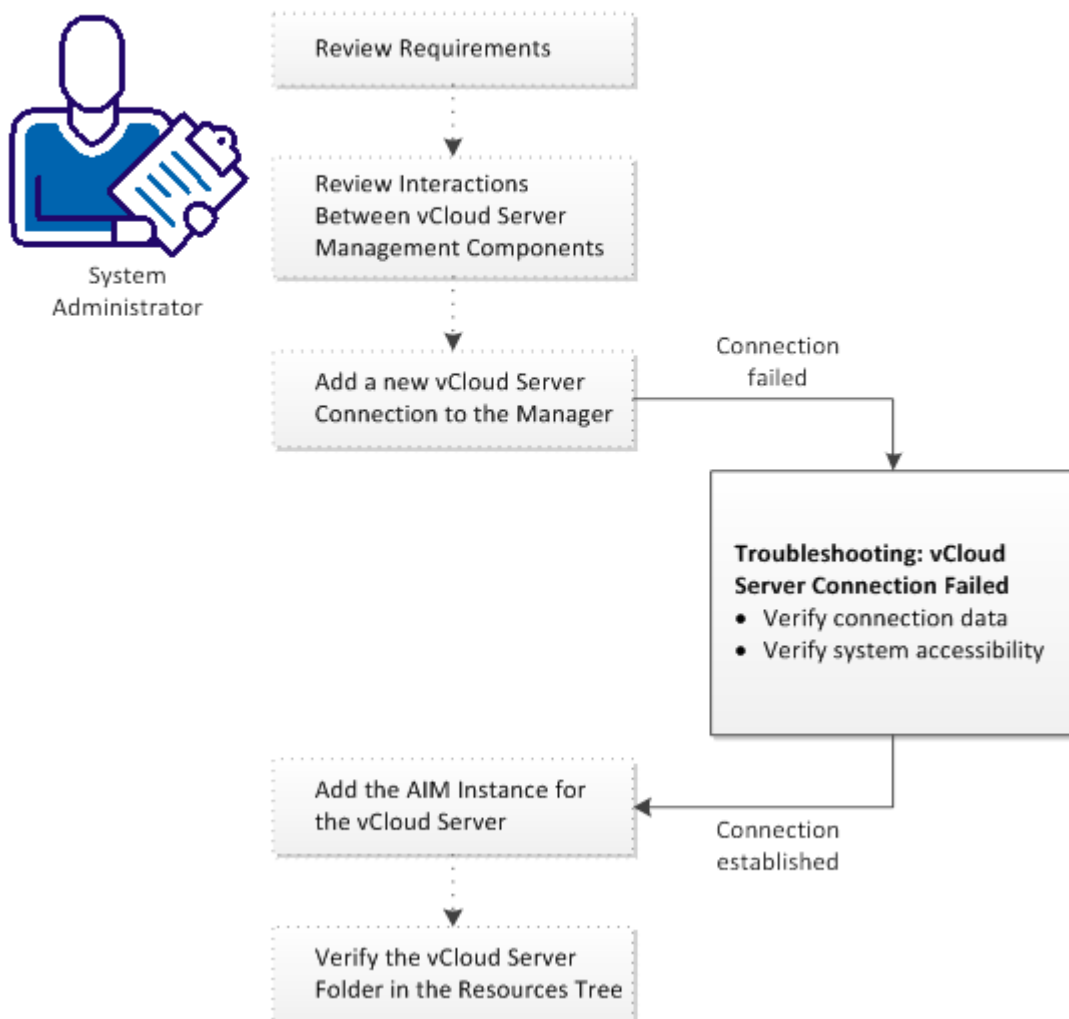 Review Requirements
System
Administrator
Review Interactions
Between vCloud Server
Management Components
Add a new vCloud Server
Connection to the Manager
Connection
failed
Troubleshooting: vCloud
Server Connection Failed
• Verify connection data
• Verify system accessibility
Connection
established
Add the AIM Instance for
the vCloud Server
Verify the vCloud Server
Folder in the Resources Tree